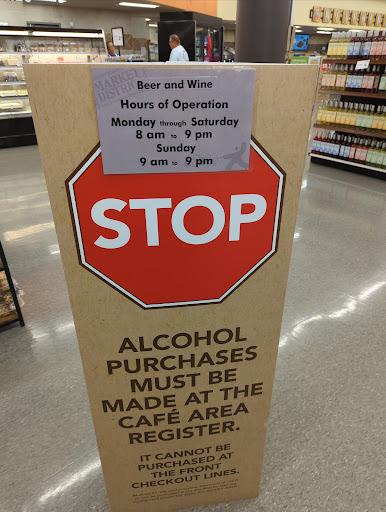 MARKET
DISTRICT
Beer and Wine
Hours of Operation
Monday through Saturday
8 am to 9 pm
Sunday
9 am to 9 pm
STOP
ALCOHOL
PURCHASES
MUST BE
MADE AT THE
CAFÉ AREA
REGISTER.
IT CANNOT BE
PURCHASED AT
THE FRONT
CHECKOUT LINES.